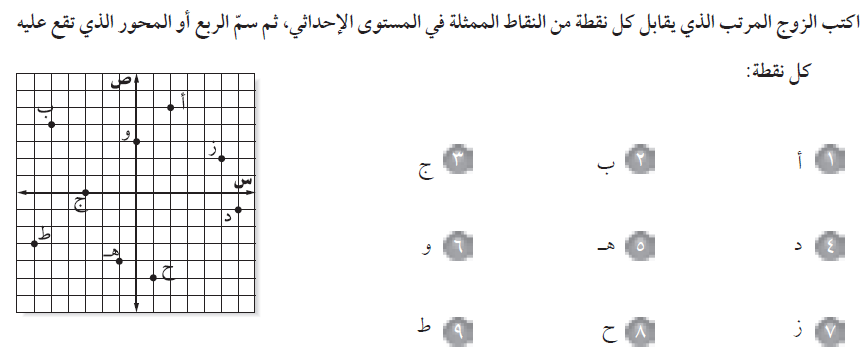 اكتب الزوج المرتب الذي يقابل كل نقطة من النقاط الممثلة في المستوى الإحداثي، ثم سمّ الربع أو المحور الذي تقع عليه
كل نقطة:
١ أ ٢ ب ٣ ج
٤ د ٥ هـ ٦ و
٧ ز ٨ ح ٩ ط
ص
أ
ب
و
ز
س
ج
د
ط
هـ
ح